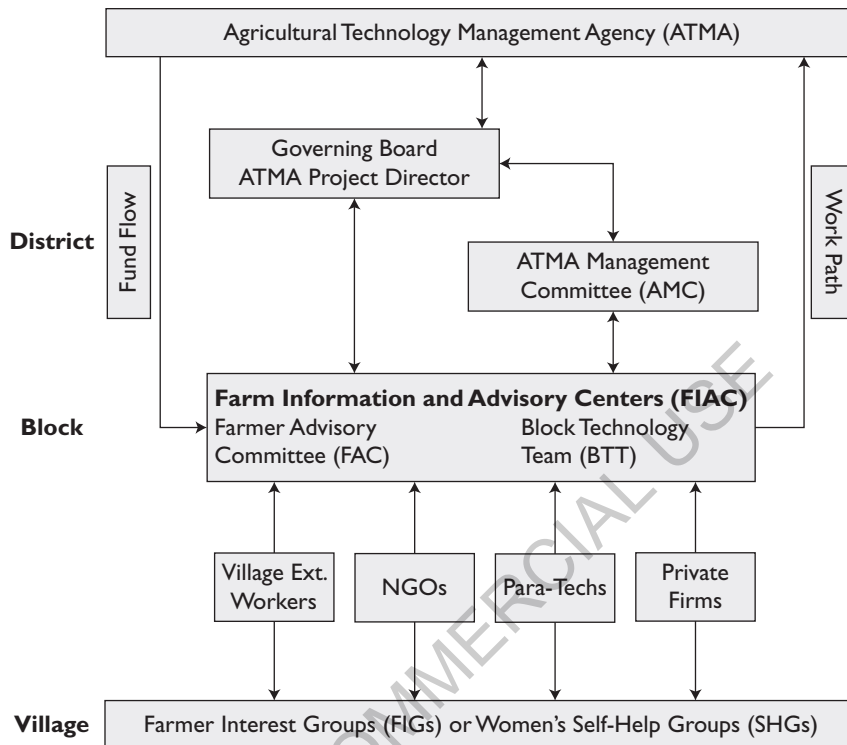 Agricultural Technology Management Agency (ATMA)
Governing Board
ATMA Project Director
Fund Flow
Work Path
District
ATMA Management
Committee (AMC)
Block
Farm Information and Advisory Centers (FIAC)
Farmer Advisory
Committee (FAC)
Block Technology
Team (BTT)
Village Ext.
Workers
NGOs
Para-Techs
Private
Firms
Village
Farmer Interest Groups (FIGs) or Women's Self-Help Groups (SHGs)
OMMERCIAL USE